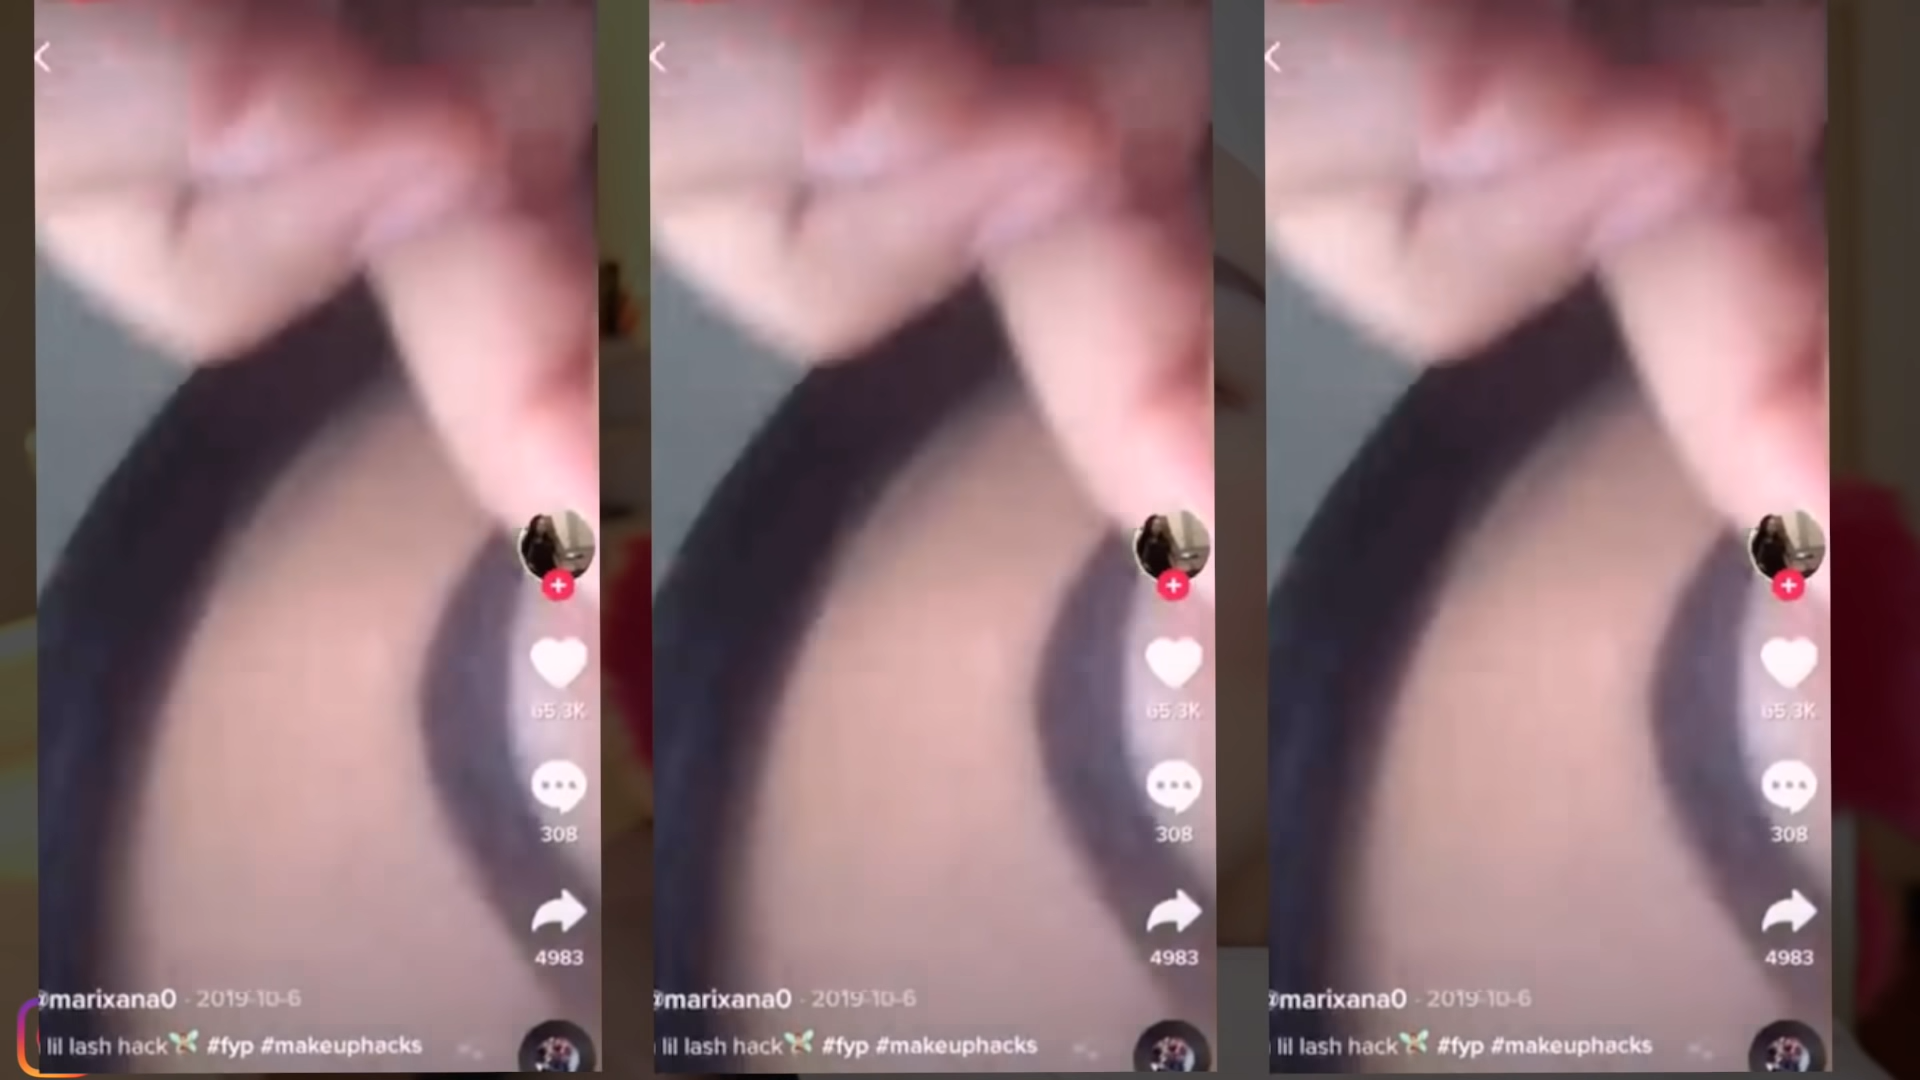 65.3K
308
4983
@marixana0 · 2019-10-6
lil lash hack #fyp #makeuphacks
65.3K
308
4983
@marixana0 · 2019-10-6
lil lash hack #fyp #makeuphacks
65.3K
308
4983
@marixana0 · 2019-10-6
lil lash hack #fyp #makeuphacks